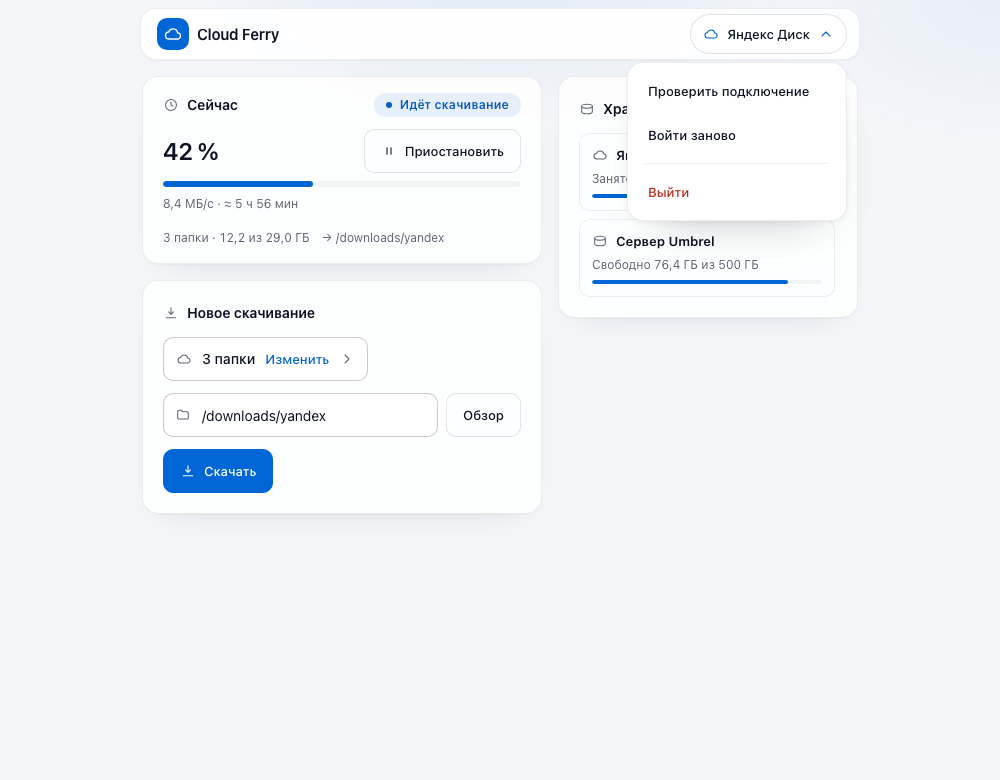 Cloud Ferry
Яндекс Диск
Проверить подключение
Войти заново
Выйти
Сейчас
Идёт скачивание
42 %
Приостановить
8,4 МБ/с · ≈ 5 ч 56 мин
3 папки · 12,2 из 29,0 ГБ → /downloads/yandex
Новое скачивание
3 папки Изменить
/downloads/yandex
Обзор
Скачать
Сервер Umbrel
Свободно 76,4 ГБ из 500 ГБ